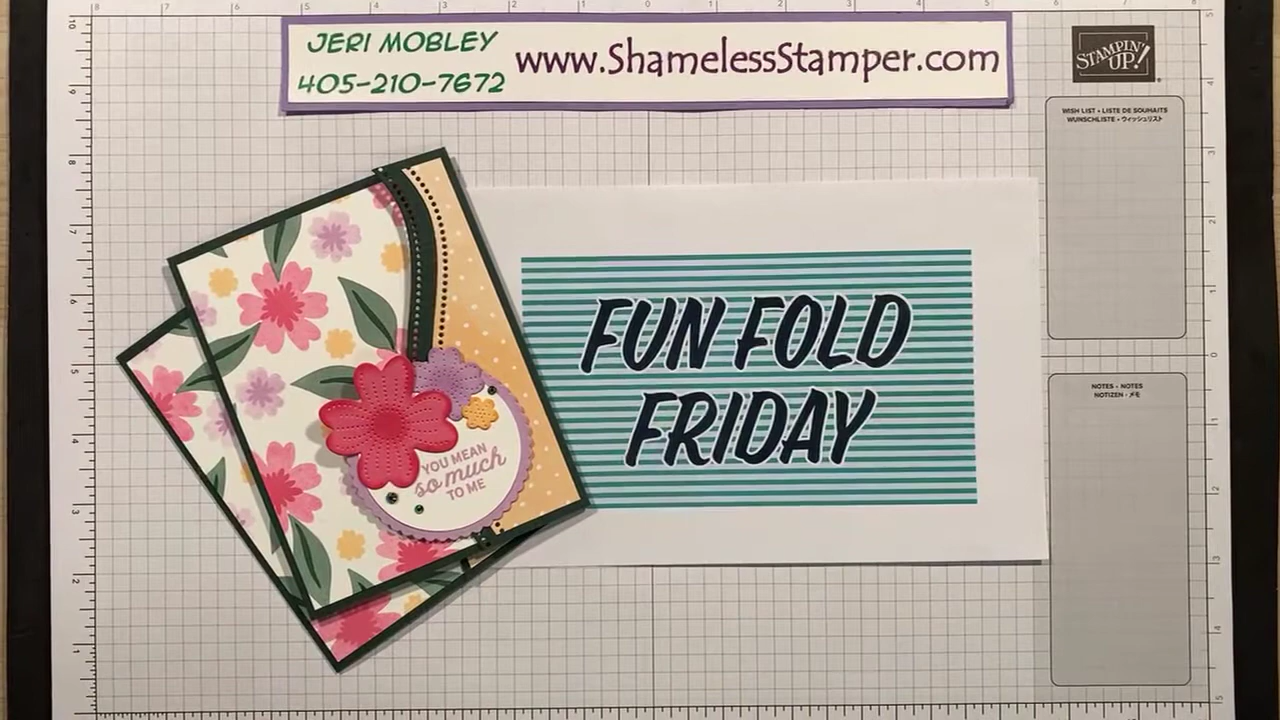 JERI MOBLEY
405-210-7672
www.ShamelessStamper.com
STAMPIN' UP!
WISH LIST • LISTE DE SOUHAITS
WUNSCHLISTE • ウィッシュリスト
FUN FOLD
FRIDAY
NOTES • NOTES
NOTIZEN • メモ
YOU MEAN
so much
TO ME